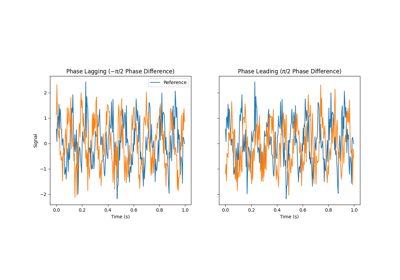 Phase Lagging (−π/2 Phase Difference)
Phase Leading (π/2 Phase Difference)
Reference
2
1
0
−1
−2
Signal
0.0 0.2 0.4 0.6 0.8 1.0
0.0 0.2 0.4 0.6 0.8 1.0
Time (s)
Time (s)